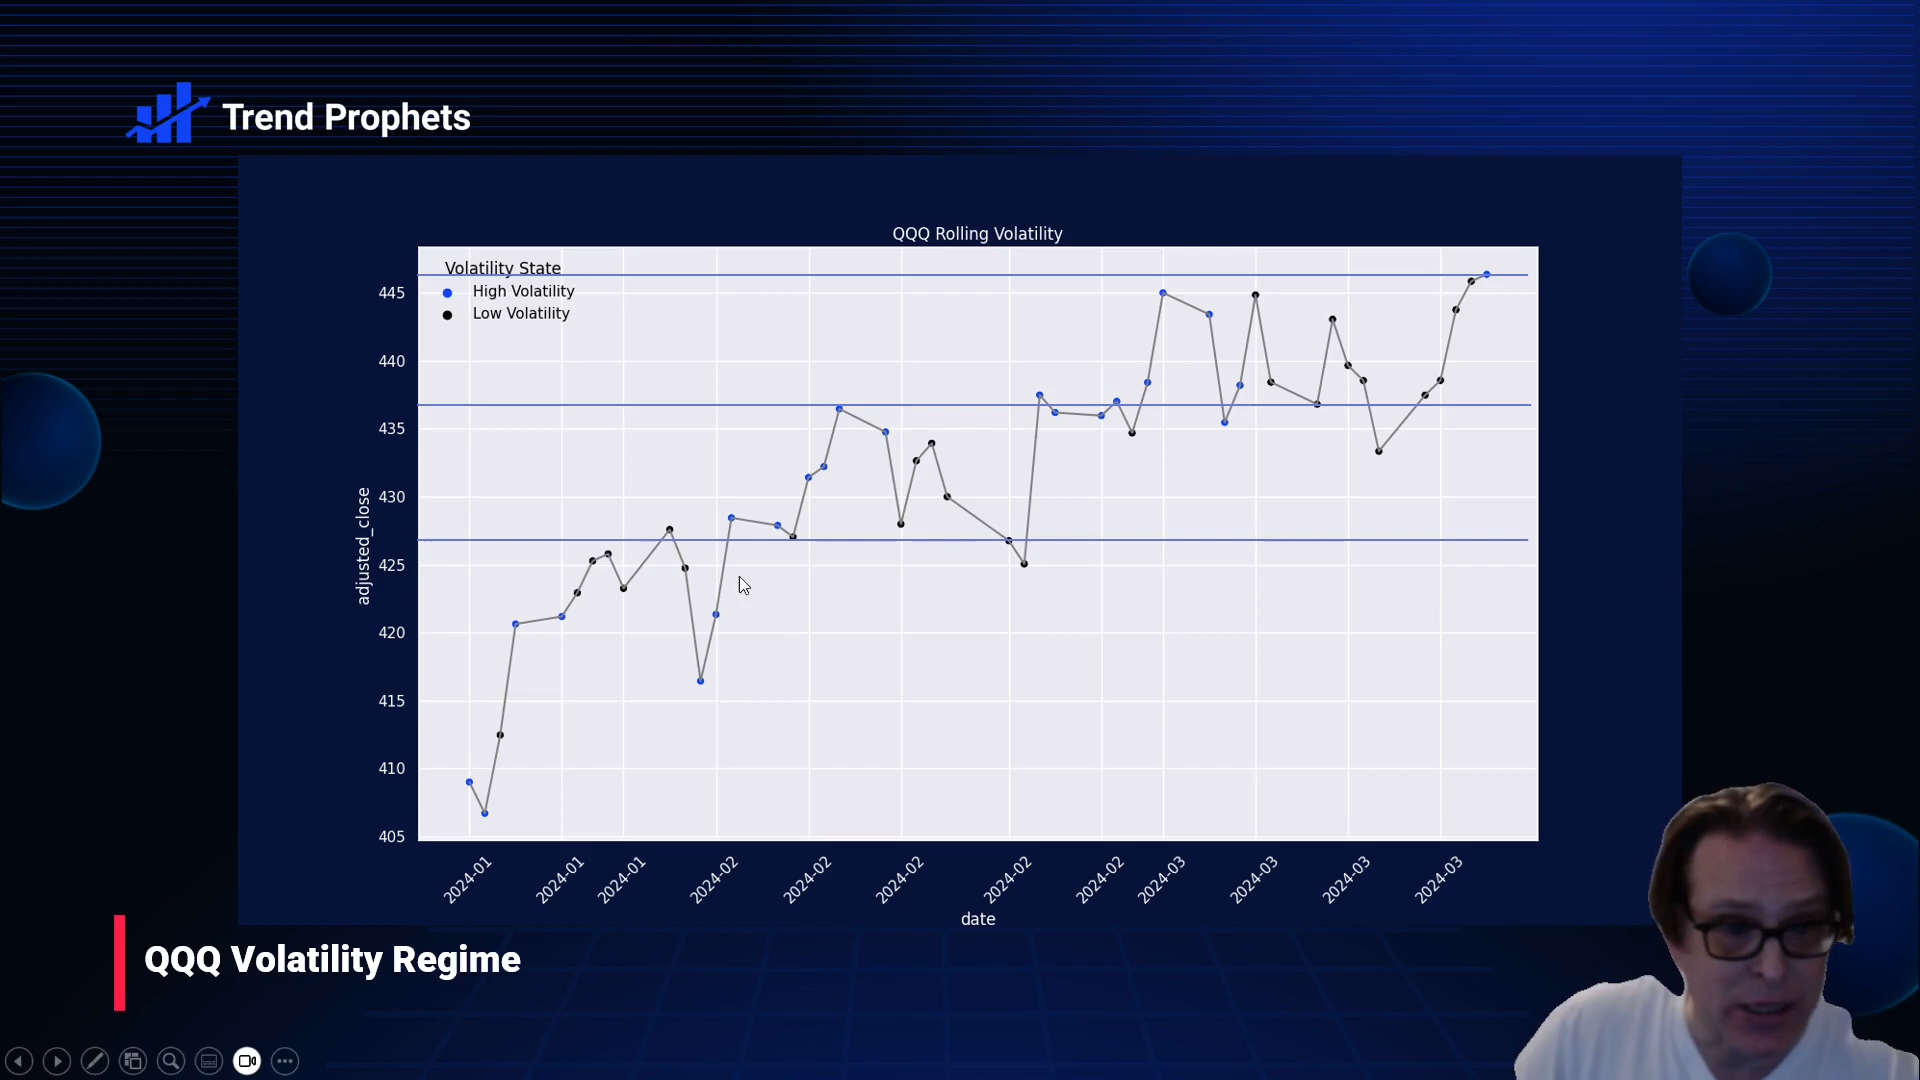 Trend Prophets
QQQ Rolling Volatility
Volatility State
High Volatility
Low Volatility
445
440
435
430
425
420
415
410
405
adjusted_close
2024-01
2024-01
2024-01
2024-02
2024-02
2024-02
2024-02
2024-02
2024-03
2024-03
2024-03
2024-03
date
QQQ Volatility Regime